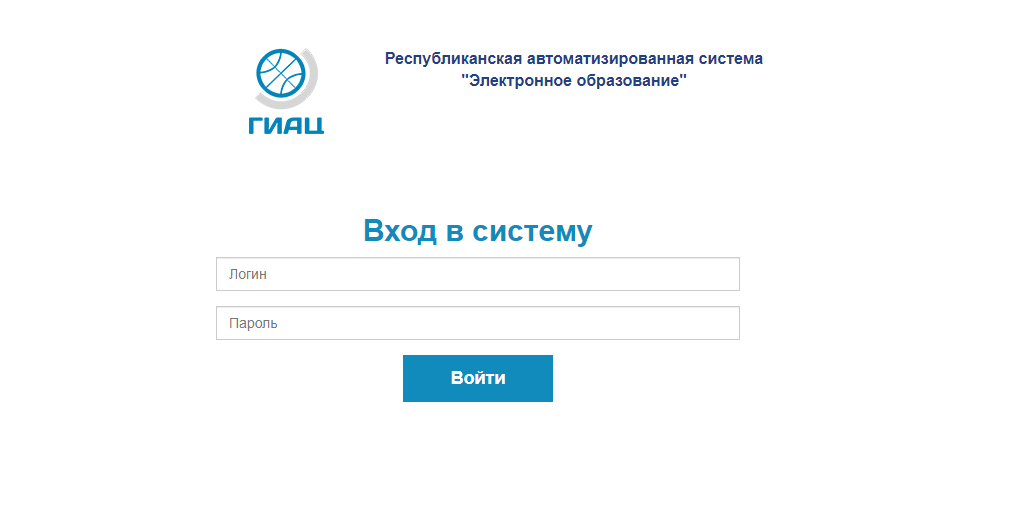 Республиканская автоматизированная система
"Электронное образование"
ГИАЦ
Вход в систему
Логин
Пароль
Войти